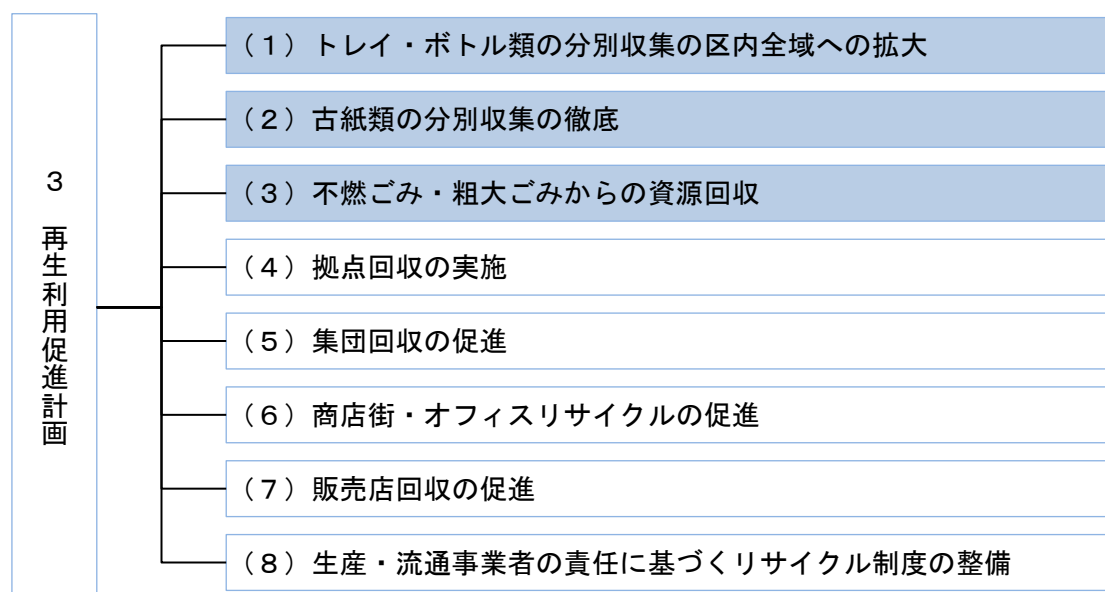 3
再生利用促進計画
(1)トレイ・ボトル類の分別収集の区内全域への拡大
(2)古紙類の分別収集の徹底
(3)不燃ごみ・粗大ごみからの資源回収
(4)拠点回収の実施
(5)集団回収の促進
(6)商店街・オフィスリサイクルの促進
(7)販売店回収の促進
(8)生産・流通事業者の責任に基づくリサイクル制度の整備